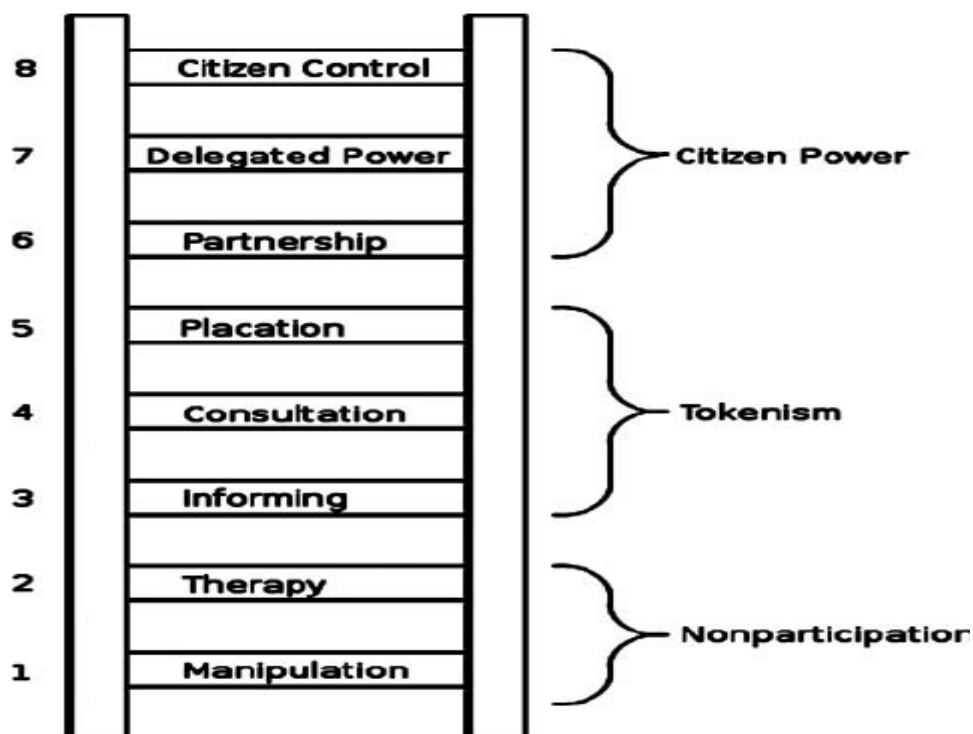 8 Citizen Control
7 Delegated Power
Citizen Power
6 Partnership
5 Placation
4 Consultation
Tokenism
3 Informing
2 Therapy
Nonparticipation
1 Manipulation